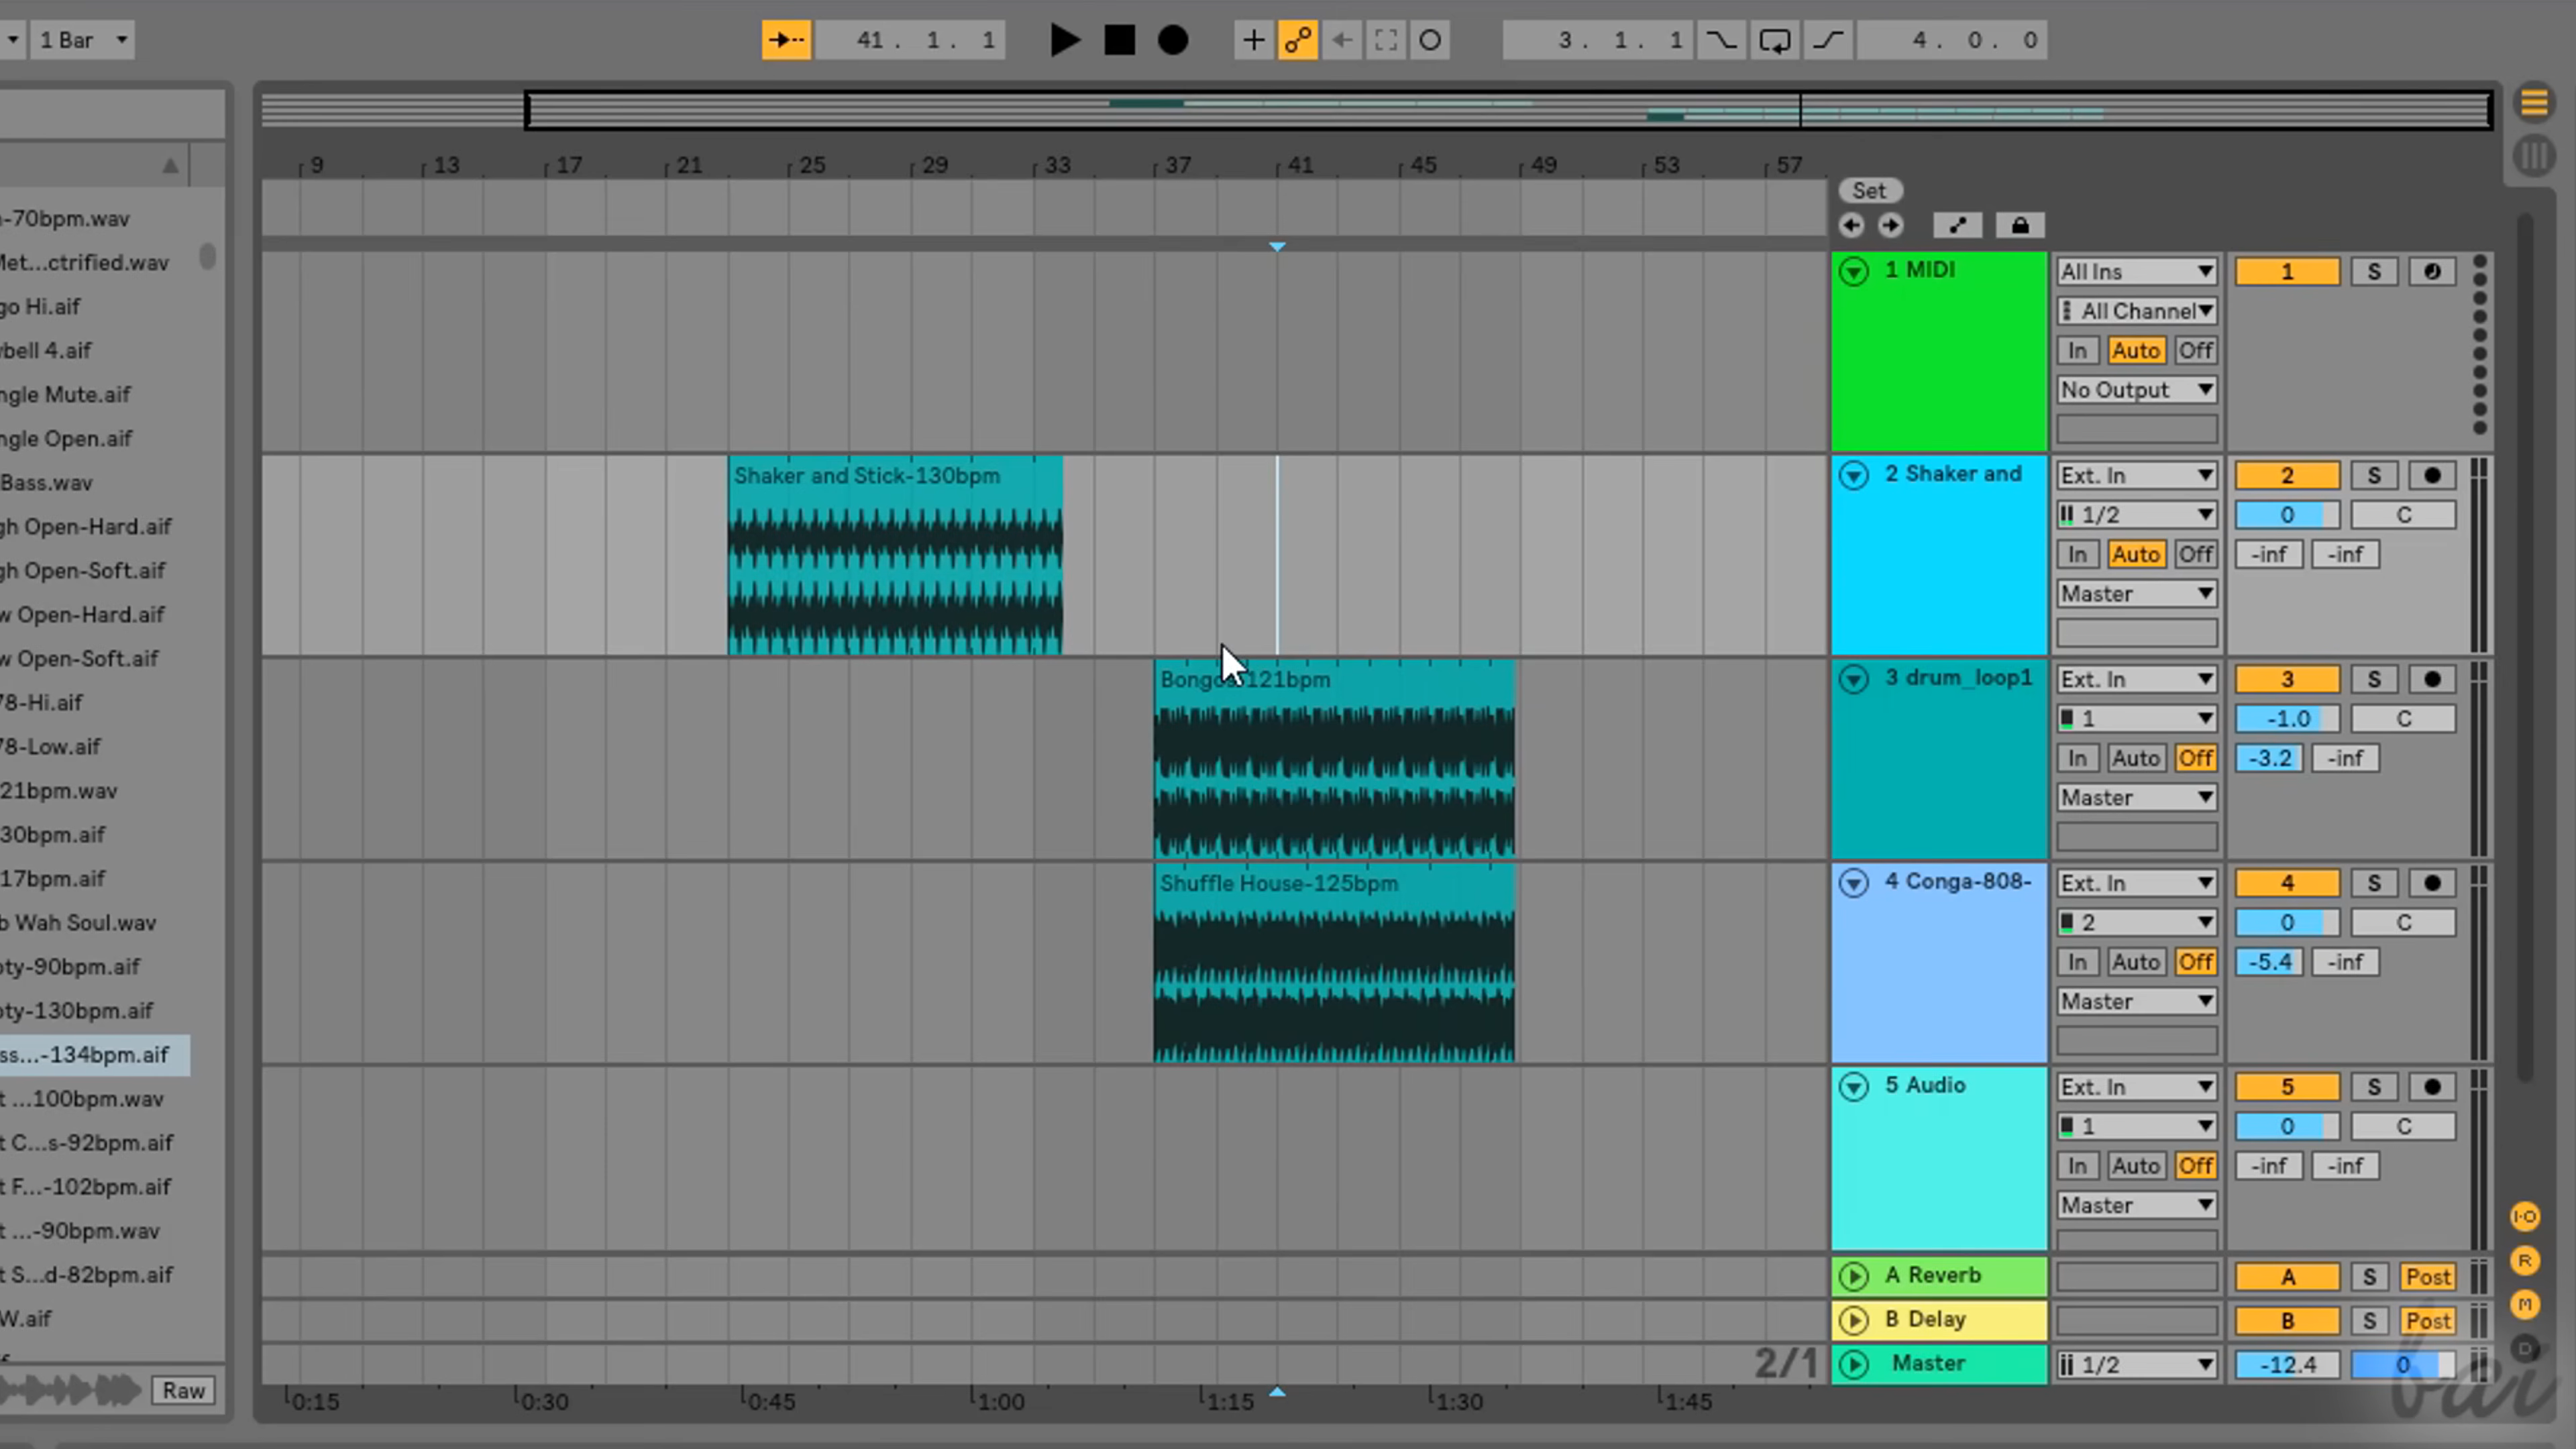 1 Bar
41. 1. 1
3. 1. 1
4. 0. 0
9 13 17 21 25 29 33 37 41 45 49 53 57
Set
-70bpm.wav
Met...ctrified.wav
go Hi.aif
bell 4.aif
ngle Mute.aif
ngle Open.aif
Bass.wav
gh Open-Hard.aif
gh Open-Soft.aif
w Open-Hard.aif
w Open-Soft.aif
78-Hi.aif
78-Low.aif
21bpm.wav
30bpm.aif
17bpm.aif
b Wah Soul.wav
oty-90bpm.aif
oty-130bpm.aif
ss...-134bpm.aif
t ...100bpm.wav
t C...s-92bpm.aif
t F...-102bpm.aif
t ...-90bpm.wav
t S...d-82bpm.aif
W.aif
Raw
1 MIDI
All Ins
1 S
All Channel
In Auto Off
No Output
Shaker and Stick-130bpm
2 Shaker and
Ext. In
2 S
1/2
0 C
In Auto Off
-inf -inf
Master
Bongos-121bpm
3 drum_loop1
Ext. In
3 S
1
-1.0 C
In Auto Off
-3.2 -inf
Master
Shuffle House-125bpm
4 Conga-808-
Ext. In
4 S
2
0 C
In Auto Off
-5.4 -inf
Master
5 Audio
Ext. In
5 S
1
0 C
In Auto Off
-inf -inf
Master
A Reverb
A S Post
B Delay
B S Post
2/1
Master
1/2
-12.4 0
I·O
R
M
D
0:15 0:30 0:45 1:00 1:15 1:30 1:45
bai